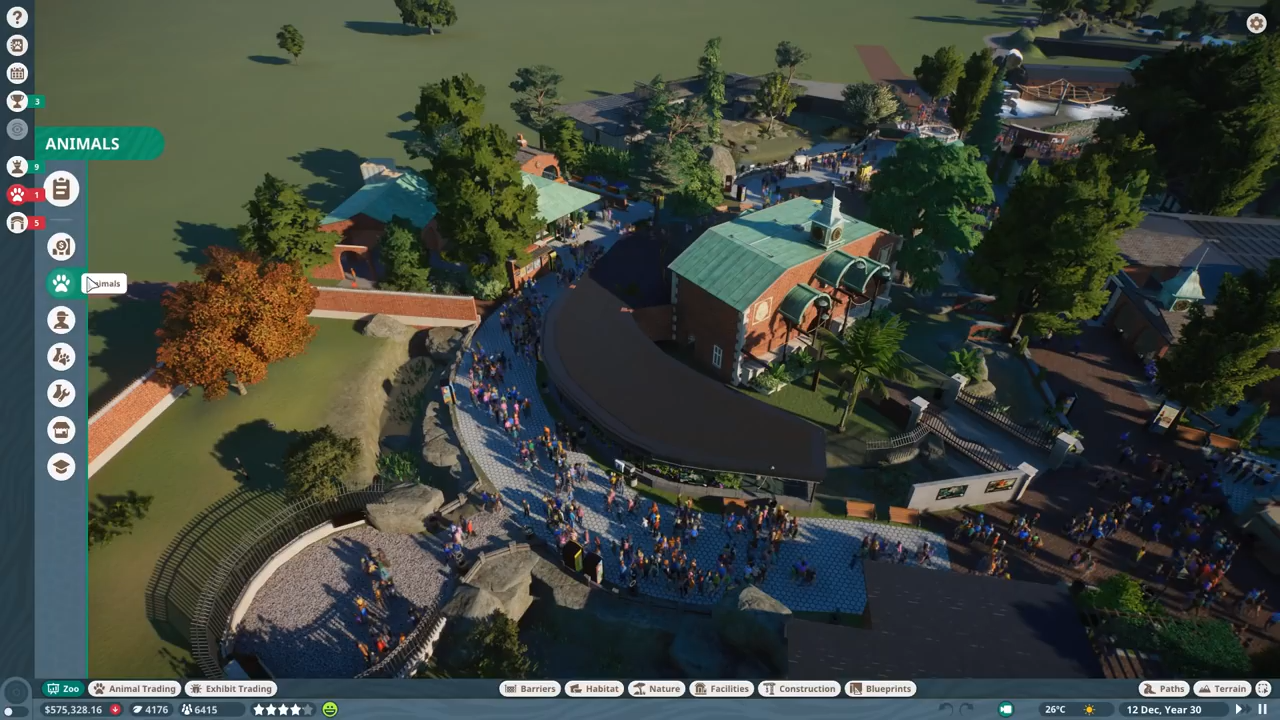 ?
3
ANIMALS
9
1
5
Animals
Zoo
Animal Trading
Exhibit Trading
Barriers
Habitat
Nature
Facilities
Construction
Blueprints
Paths
Terrain
$575,328.16
4176
6415
26°C
12 Dec, Year 30